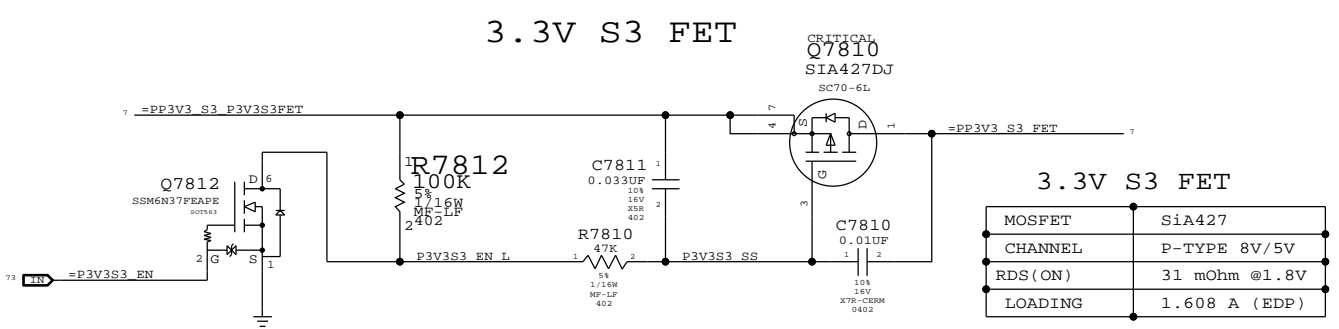 3.3V S3 FET
CRITICAL
Q7810
SIA427DJ
SC70-6L
7 =PP3V3_S3_P3V3S3FET
7
4
S
D
1
=PP3V3_S3_FET
7
G
3
Q7812
SSM6N37FEAPE
SOT563
D 6
2 G
S 1
73 IN =P3V3S3_EN
1
R7812
100K
5%
1/16W
MF-LF
402
2
P3V3S3_EN_L
C7811
0.033UF
10%
16V
X5R
402
1
2
R7810
47K
1 2
5%
1/16W
MF-LF
402
P3V3S3_SS
C7810
0.01UF
1 2
10%
16V
X7R-CERM
0402
3.3V S3 FET
MOSFET SiA427
CHANNEL P-TYPE 8V/5V
RDS(ON) 31 mOhm @1.8V
LOADING 1.608 A (EDP)